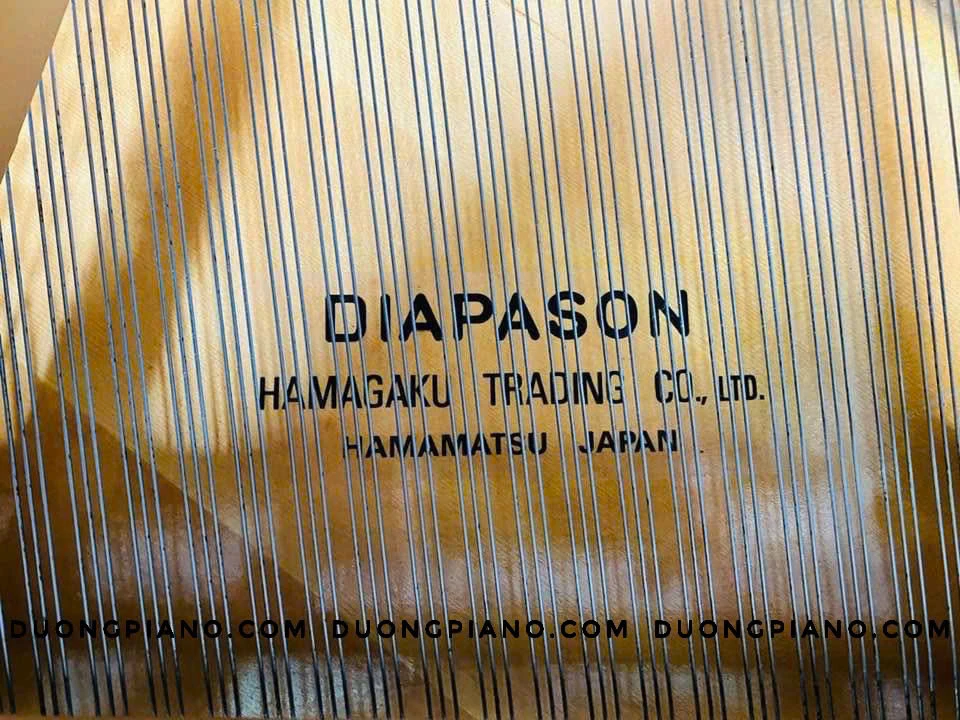 DIAPASON
HAMAGAKU TRADING CO., LTD.
HAMAMATSU JAPAN
DUONGPIANO.COM DUONGPIANO.COM DUONGPIANO.COM